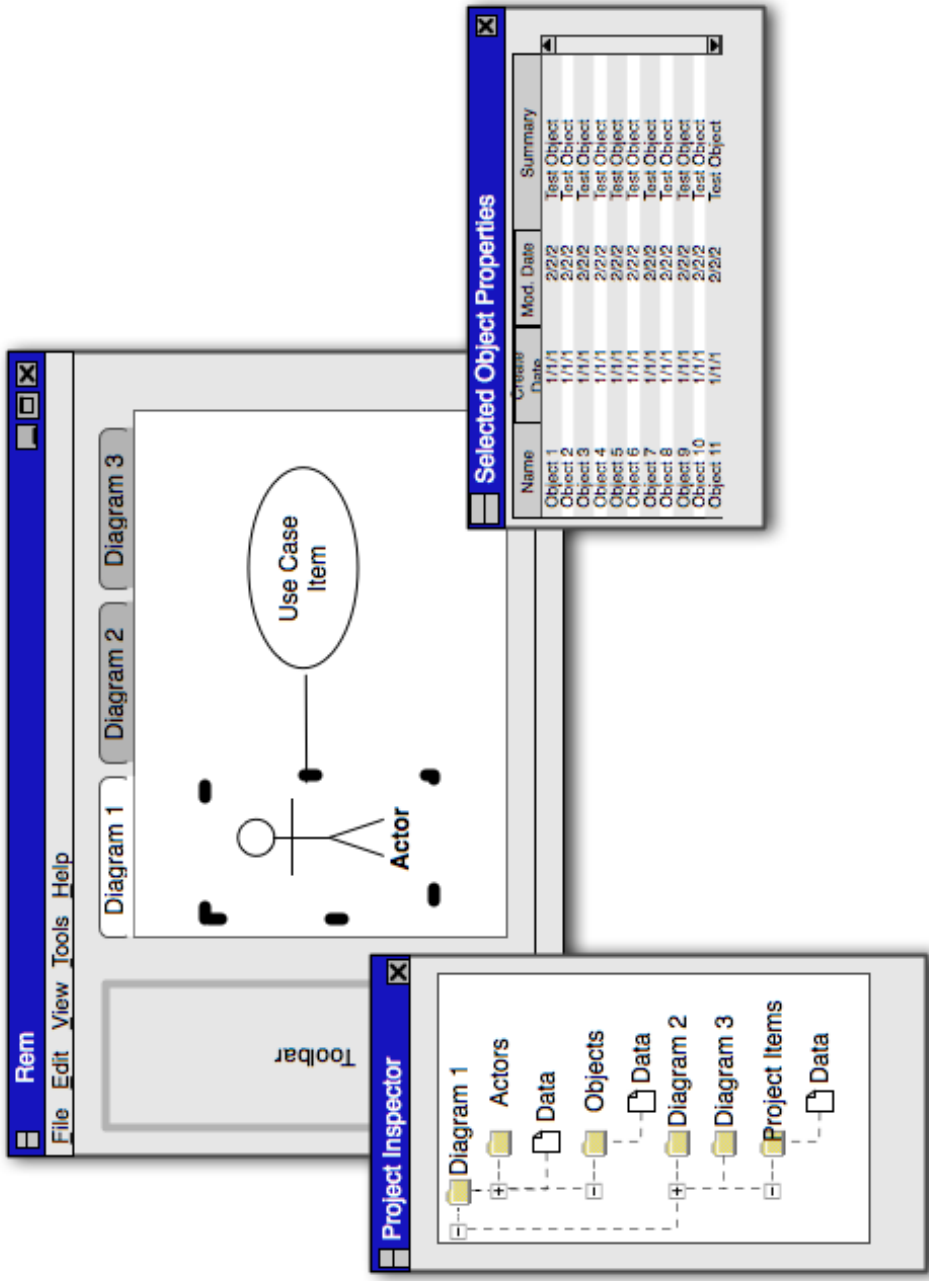 Rem
File Edit View Tools Help
Toolbar
Diagram 1 Diagram 2 Diagram 3
Actor
Use Case
Item
Project Inspector
Diagram 1
Actors
Data
Objects
Data
Diagram 2
Diagram 3
Project Items
Data
Selected Object Properties
Name Create Date Mod. Date Summary
Object 1 1/1/1 2/2/2 Test Object
Object 2 1/1/1 2/2/2 Test Object
Object 3 1/1/1 2/2/2 Test Object
Object 4 1/1/1 2/2/2 Test Object
Object 5 1/1/1 2/2/2 Test Object
Object 6 1/1/1 2/2/2 Test Object
Object 7 1/1/1 2/2/2 Test Object
Object 8 1/1/1 2/2/2 Test Object
Object 9 1/1/1 2/2/2 Test Object
Object 10 1/1/1 2/2/2 Test Object
Object 11 1/1/1 2/2/2 Test Object